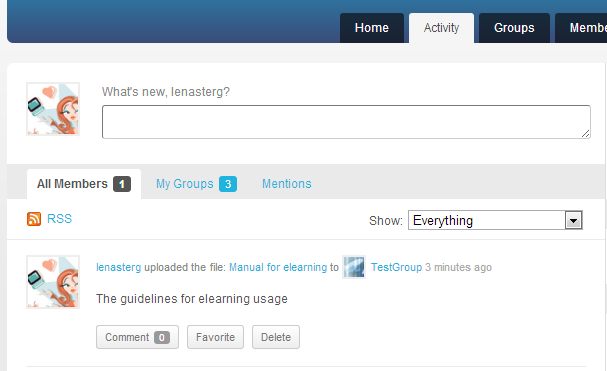 Home Activity Groups
What's new, lenasterg?
All Members 1 My Groups 3 Mentions
RSS Show: Everything
lenasterg uploaded the file: Manual for elearning to TestGroup 3 minutes ago
The guidelines for elearning usage
Comment 0 Favorite Delete